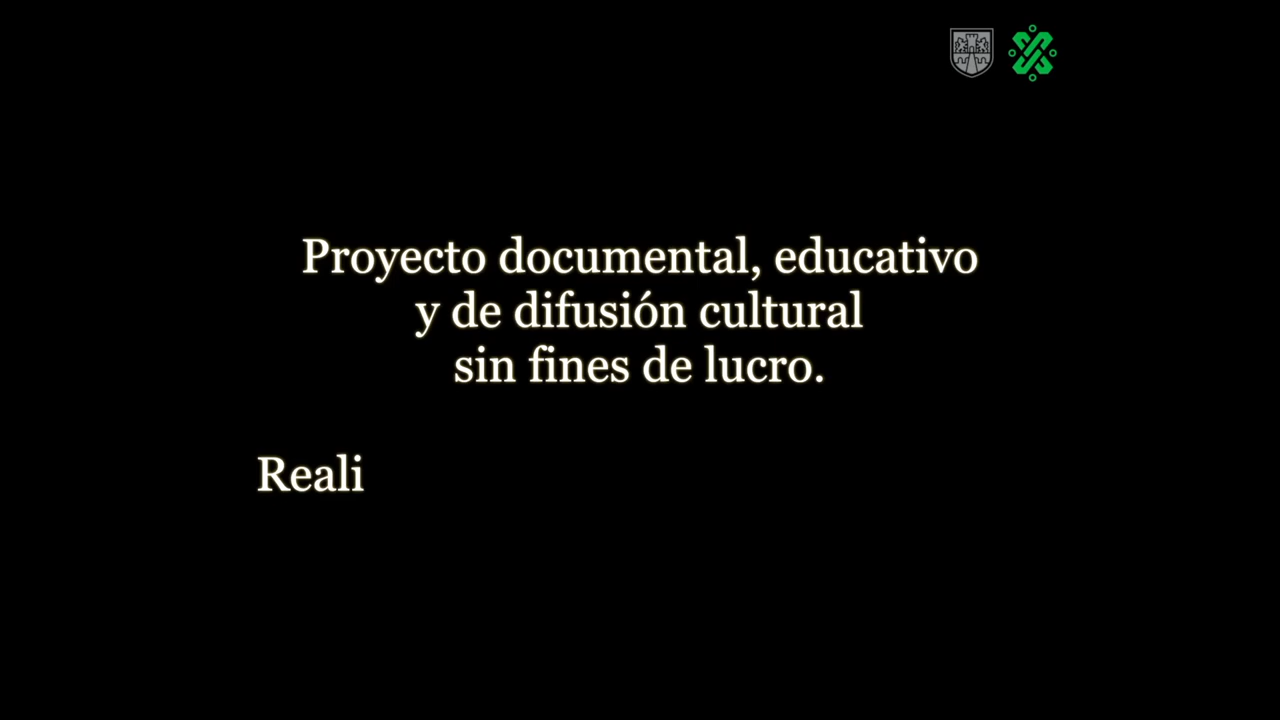 Proyecto documental, educativo
y de difusión cultural
sin fines de lucro.
Reali